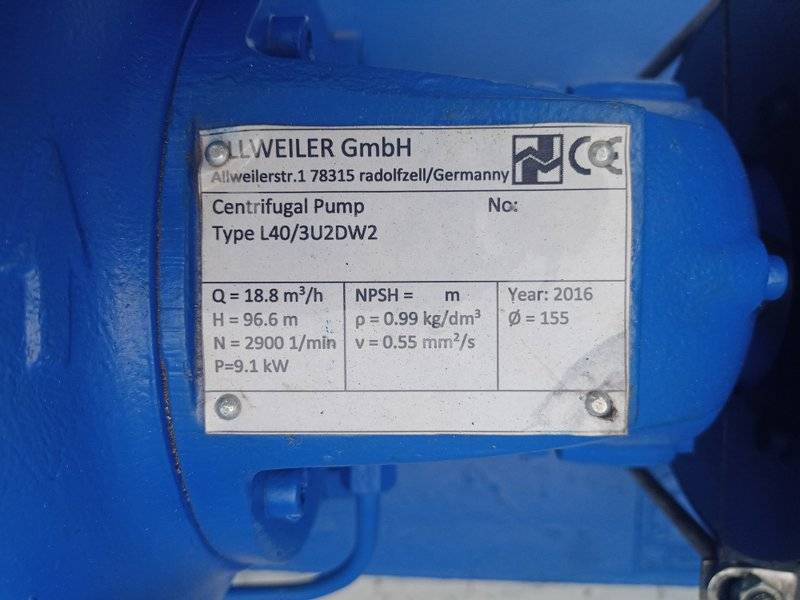 ALLWEILER GmbH
Allweilerstr.1 78315 radolfzell/Germanny
CE
Centrifugal Pump No:
Type L40/3U2DW2
Q = 18.8 m³/h
H = 96.6 m
N = 2900 1/min
P=9.1 kW
NPSH = m
ρ = 0.99 kg/dm³
v = 0.55 mm²/s
Year: 2016
Ø = 155